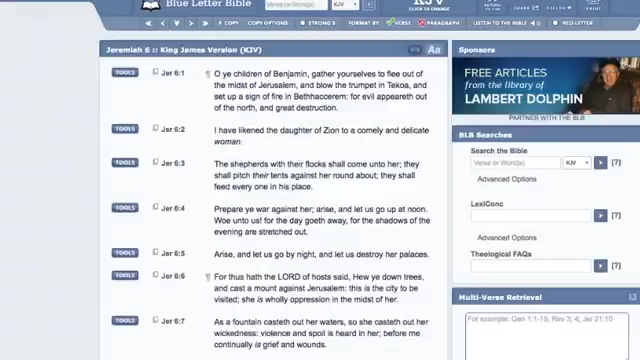 Blue Letter Bible
Verse or Word(s) KJV
KJV
CLICK TO CHANGE
SHARE FOLLOW PRINT
COPY COPY OPTIONS STRONG'S FORMAT BY VERSE PARAGRAPH LISTEN TO THE BIBLE RED-LETTER
Jeremiah 6 :: King James Version (KJV)
Aa
TOOLS Jer 6:1 ¶ O ye children of Benjamin, gather yourselves to flee out of
the midst of Jerusalem, and blow the trumpet in Tekoa, and
set up a sign of fire in Bethhaccerem: for evil appeareth out
of the north, and great destruction.
TOOLS Jer 6:2 I have likened the daughter of Zion to a comely and delicate
woman.
TOOLS Jer 6:3 The shepherds with their flocks shall come unto her; they
shall pitch their tents against her round about; they shall
feed every one in his place.
TOOLS Jer 6:4 Prepare ye war against her; arise, and let us go up at noon.
Woe unto us! for the day goeth away, for the shadows of the
evening are stretched out.
TOOLS Jer 6:5 Arise, and let us go by night, and let us destroy her palaces.
TOOLS Jer 6:6 ¶ For thus hath the LORD of hosts said, Hew ye down trees,
and cast a mount against Jerusalem: this is the city to be
visited; she is wholly oppression in the midst of her.
TOOLS Jer 6:7 As a fountain casteth out her waters, so she casteth out her
wickedness: violence and spoil is heard in her; before me
continually is grief and wounds.
Sponsors
FREE ARTICLES
from the library of
LAMBERT DOLPHIN
PARTNER WITH THE BLB
BLB Searches
Search the Bible
Verse or Word(s) KJV [?]
Advanced Options
LexiConc
[?]
Advanced Options
Theological FAQs
[?]
Multi-Verse Retrieval
For example: Gen 1:1-15, Rev 3; 4; Jer 21:10